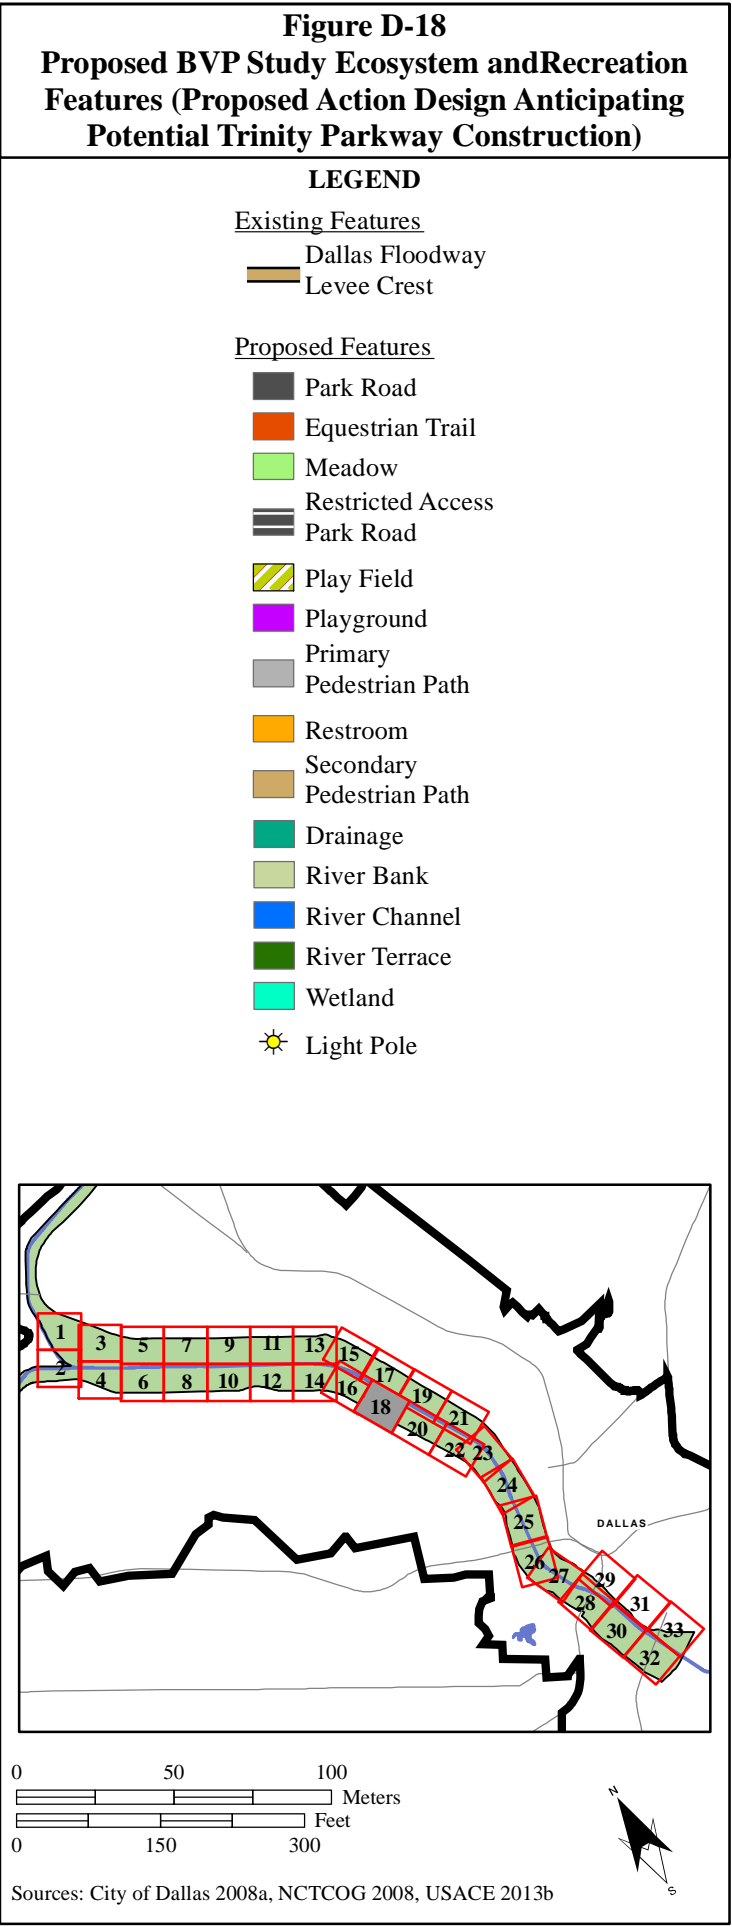 Figure D-18
Proposed BVP Study Ecosystem andRecreation
Features (Proposed Action Design Anticipating
Potential Trinity Parkway Construction)
LEGEND
Existing Features
Dallas Floodway
Levee Crest
Proposed Features
Park Road
Equestrian Trail
Meadow
Restricted Access
Park Road
Play Field
Playground
Primary
Pedestrian Path
Restroom
Secondary
Pedestrian Path
Drainage
River Bank
River Channel
River Terrace
Wetland
Light Pole
1
3
5
7
9
11
13
15
17
19
21
2
4
6
8
10
12
14
16
18
20
22
23
24
25
26
27
28
29
30
31
32
33
DALLAS
0 50 100
Meters
Feet
0 150 300
N
S
Sources: City of Dallas 2008a, NCTCOG 2008, USACE 2013b